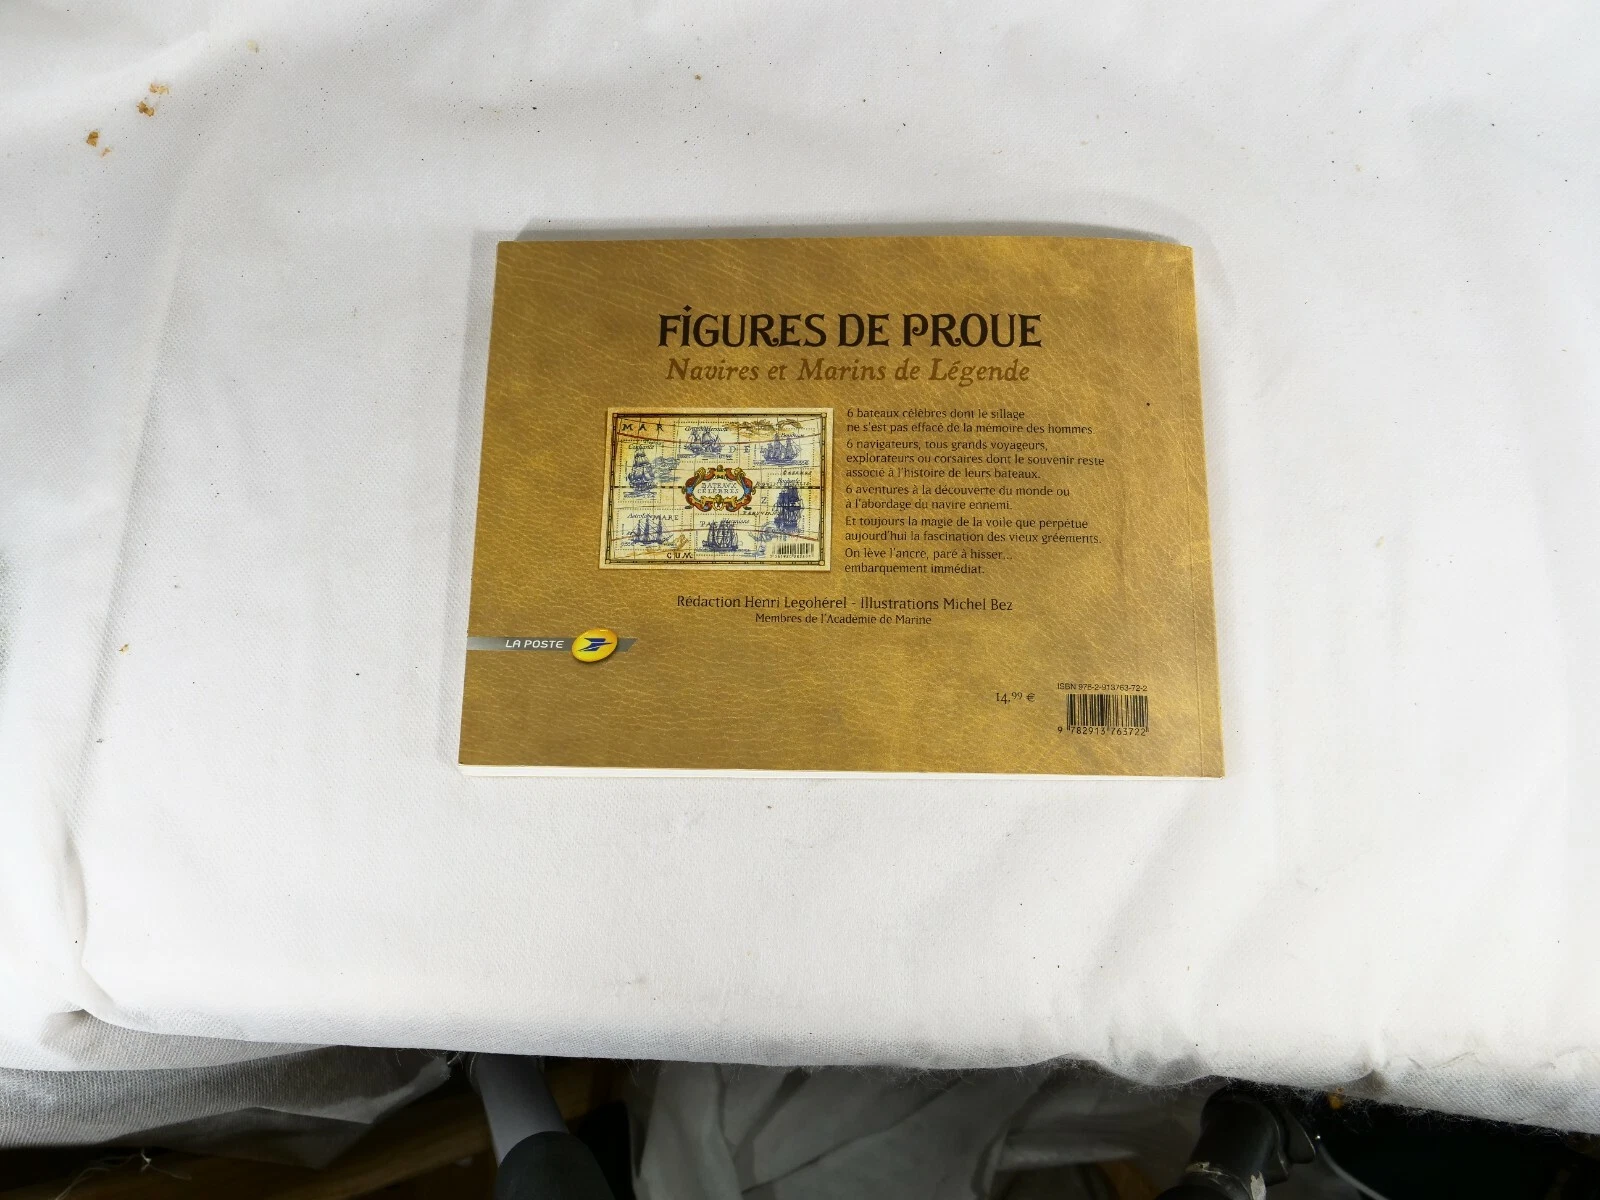 FIGURES DE PROUE
Navires et Marins de Légende
MAR
BATEAUX
CÉLÈBRES
6 bateaux célèbres dont le sillage
ne s'est pas effacé de la mémoire des hommes
6 navigateurs, tous grands voyageurs,
explorateurs ou corsaires dont le souvenir reste
associé à l'histoire de leurs bateaux.
6 aventures à la découverte du monde ou
à l'abordage du navire ennemi.
Et toujours la magie de la voile que perpétue
aujourd'hui la fascination des vieux gréements.
On lève l'ancre, pare à hisser...
embarquement immédiat.
Rédaction Henri Legohérel - Illustrations Michel Bez
Membres de l'Académie de Marine
LA POSTE
14,99 €
ISBN 978-2-913763-72-2
9 782913 763722